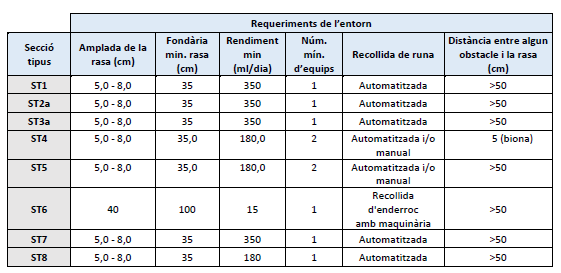 Requeriments de l'entorn
Secció tipus | Amplada de la rasa (cm) | Fondària min. rasa (cm) | Rendiment min (ml/dia) | Núm. mín. d'equips | Recollida de runa | Distància entre algun obstacle i la rasa (cm)
ST1 | 5,0 - 8,0 | 35 | 350 | 1 | Automatitzada | >50
ST2a | 5,0 - 8,0 | 35 | 350 | 1 | Automatitzada | >50
ST3a | 5,0 - 8,0 | 35 | 350 | 1 | Automatitzada | >50
ST4 | 5,0 - 8,0 | 35,0 | 180,0 | 2 | Automatitzada i/o manual | 5 (biona)
ST5 | 5,0 - 8,0 | 35,0 | 180,0 | 2 | Automatitzada i/o manual | >50
ST6 | 40 | 100 | 15 | 1 | Recollida d'enderroc amb maquinària | >50
ST7 | 5,0 - 8,0 | 35 | 350 | 1 | Automatitzada | >50
ST8 | 5,0 - 8,0 | 35 | 180 | 1 | Automatitzada | >50